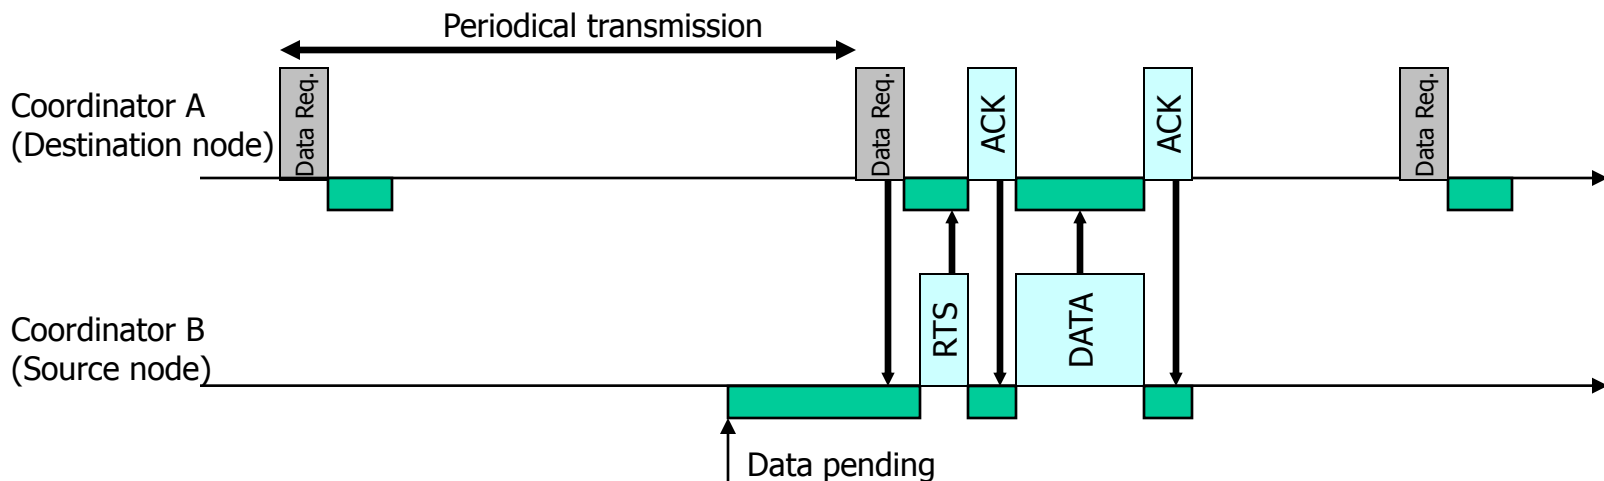 Periodical transmission
Coordinator A
(Destination node)
Data Req.
Data Req.
ACK
ACK
Data Req.
Coordinator B
(Source node)
RTS
DATA
Data pending